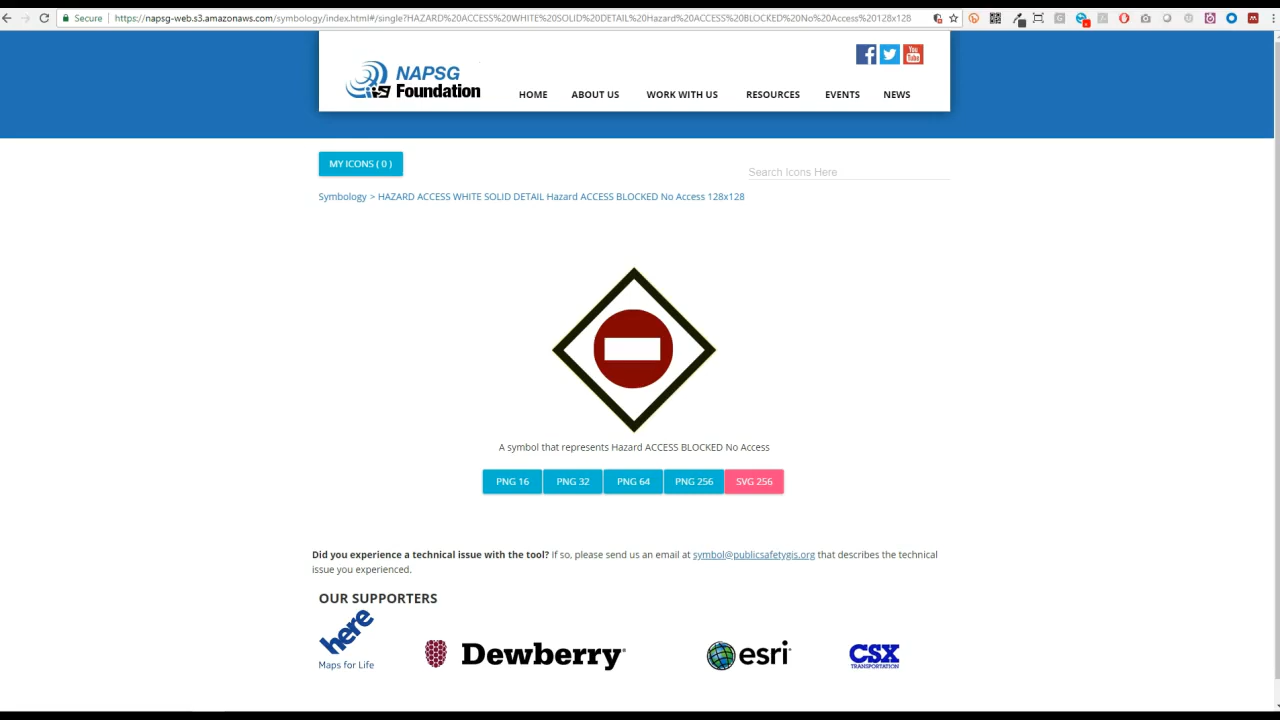 Secure
https://napsg-web.s3.amazonaws.com/symbology/index.html#/single?HAZARD%20ACCESS%20WHITE%20SOLID%20DETAIL%20Hazard%20ACCESS%20BLOCKED%20No%20Access%20128x128
f You Tube
NAPSG
Foundation
HOME ABOUT US WORK WITH US RESOURCES EVENTS NEWS
MY ICONS ( 0 )
Search Icons Here
Symbology > HAZARD ACCESS WHITE SOLID DETAIL Hazard ACCESS BLOCKED No Access 128x128
A symbol that represents Hazard ACCESS BLOCKED No Access
PNG 16 PNG 32 PNG 64 PNG 256 SVG 256
Did you experience a technical issue with the tool? If so, please send us an email at symbol@publicsafetygis.org that describes the technical
issue you experienced.
OUR SUPPORTERS
here
Maps for Life
Dewberry
esri
CSX
TRANSPORTATION